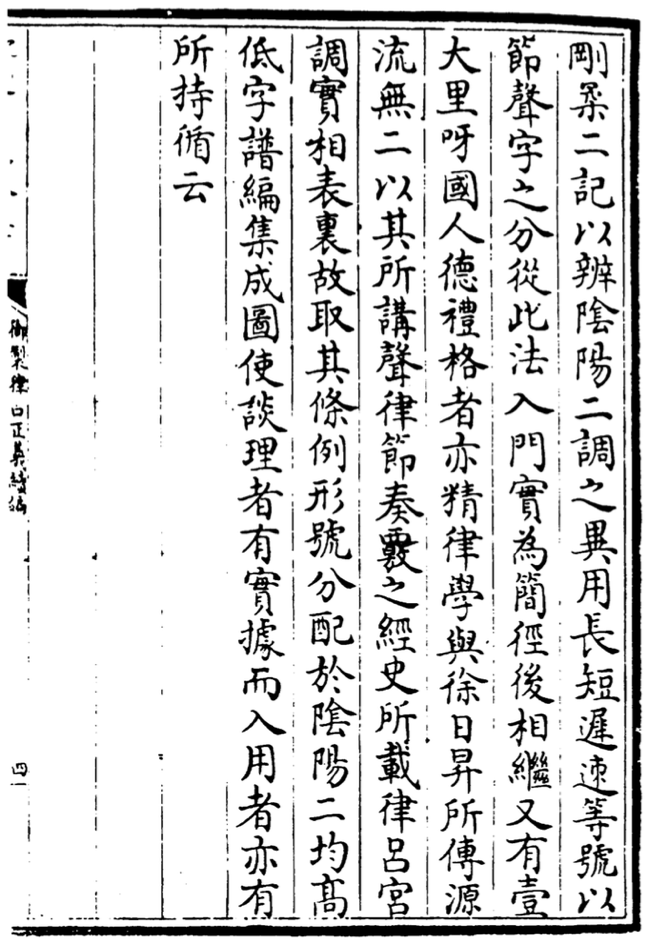 剛柔二記以辨陰陽二調之異用長短遲速等號以
節聲字之分從此法入門實為簡徑後相繼又有壹
大里呀國人德禮格者亦精律學與徐日昇所傳源
流無二以其所講聲律節奏覈之經史所載律呂宮
調實相表裏故取其條例形號分配於陰陽二均高
低字譜編集成圖使談理者有實據而入用者亦有
所持循云
御製律呂正義續編
四